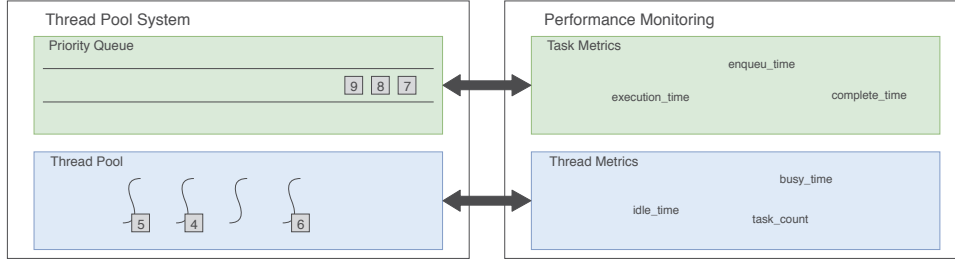 Thread Pool System
Priority Queue
9 8 7
Thread Pool
5 4 6
Performance Monitoring
Task Metrics
enqueu_time
execution_time
complete_time
Thread Metrics
busy_time
idle_time
task_count